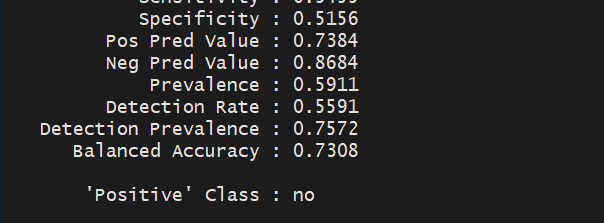 Specificity : 0.5156
Pos Pred Value : 0.7384
Neg Pred Value : 0.8684
Prevalence : 0.5911
Detection Rate : 0.5591
Detection Prevalence : 0.7572
Balanced Accuracy : 0.7308
'Positive' Class : no